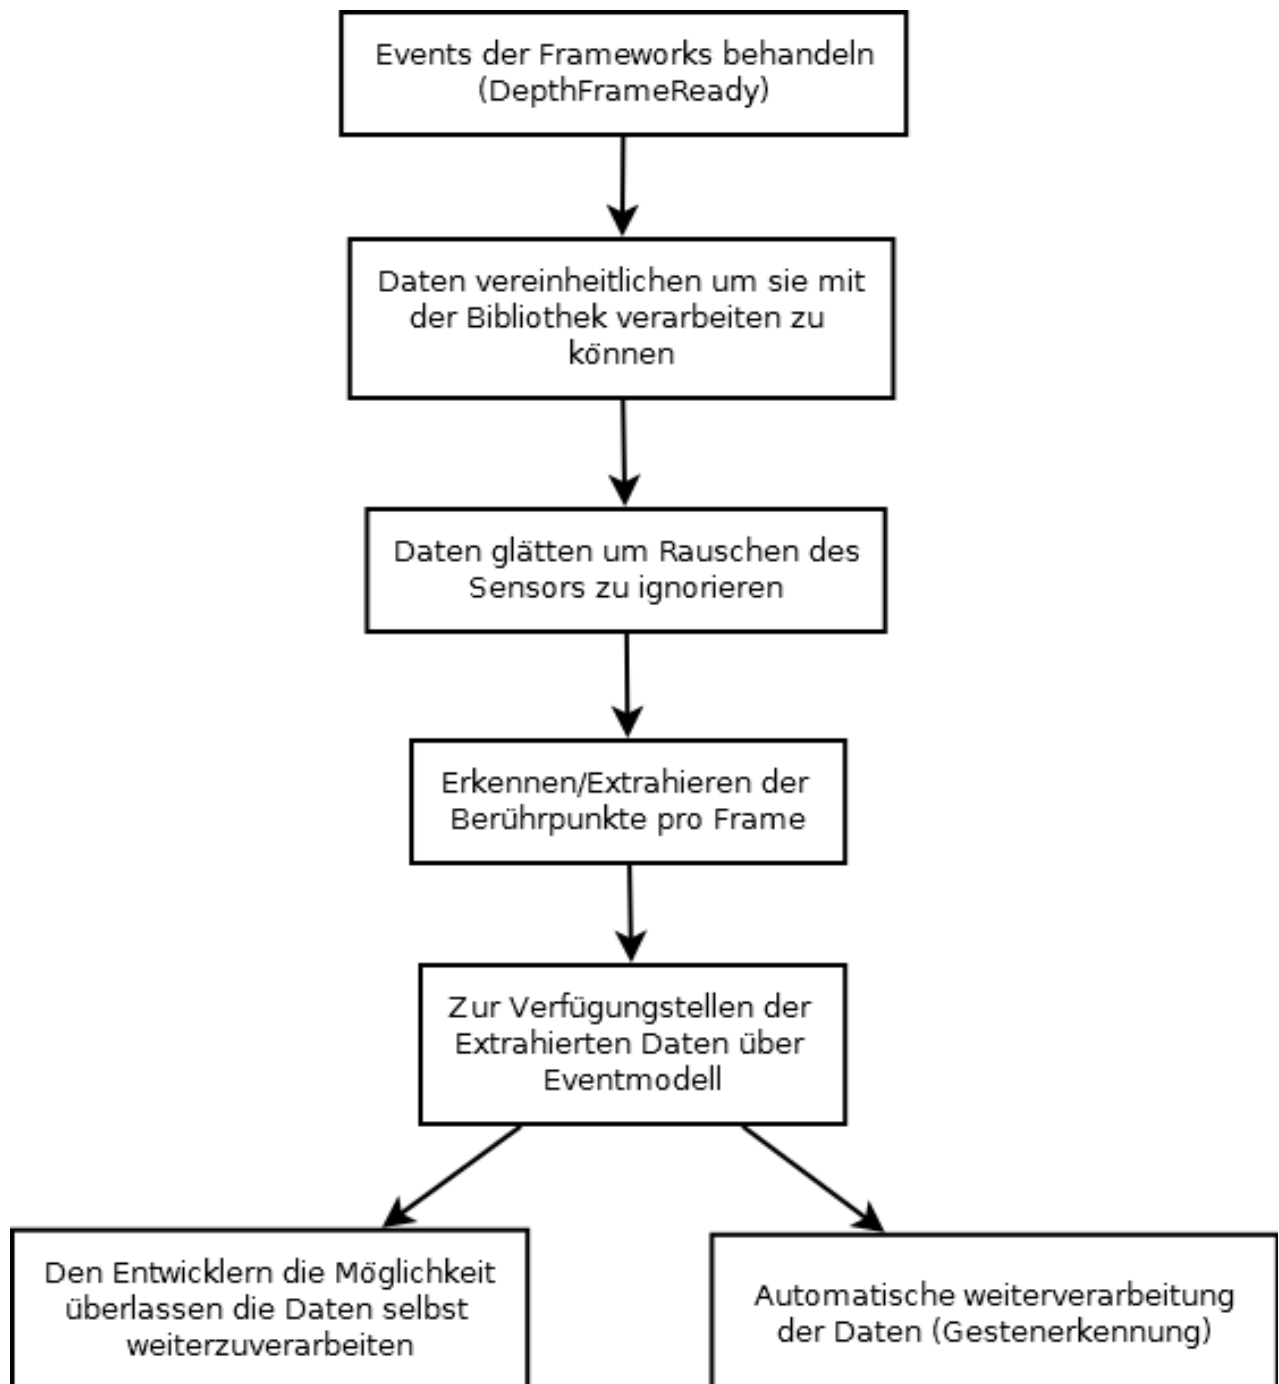 Events der Frameworks behandeln
(DepthFrameReady)
Daten vereinheitlichen um sie mit
der Bibliothek verarbeiten zu
können
Daten glätten um Rauschen des
Sensors zu ignorieren
Erkennen/Extrahieren der
Berührpunkte pro Frame
Zur Verfügungstellen der
Extrahierten Daten über
Eventmodell
Den Entwicklern die Möglichkeit
überlassen die Daten selbst
weiterzuverarbeiten
Automatische weiterverarbeitung
der Daten (Gestenerkennung)